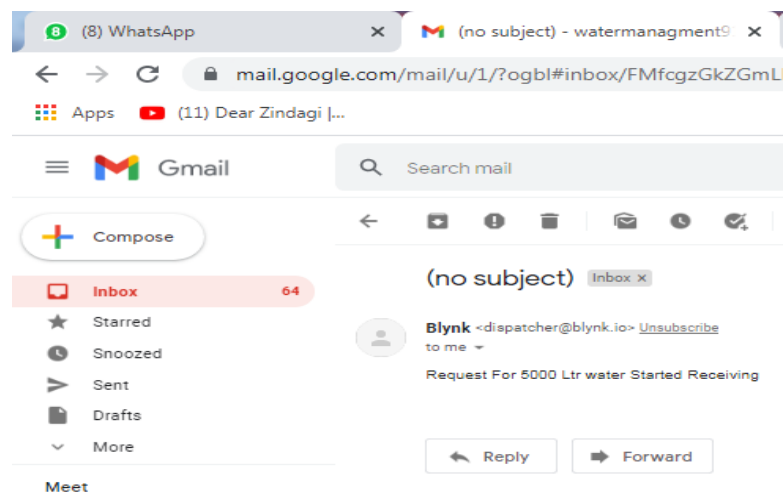 8 (8) WhatsApp × (no subject) - watermanagment9 ×
mail.google.com/mail/u/1/?ogbl#inbox/FMfcgzGkZGmL
Apps (11) Dear Zindagi |...
Gmail Search mail
Compose
Inbox 64
Starred
Snoozed
Sent
Drafts
More
Meet
(no subject) Inbox ×
Blynk <dispatcher@blynk.io> Unsubscribe
to me
Request For 5000 Ltr water Started Receiving
Reply Forward